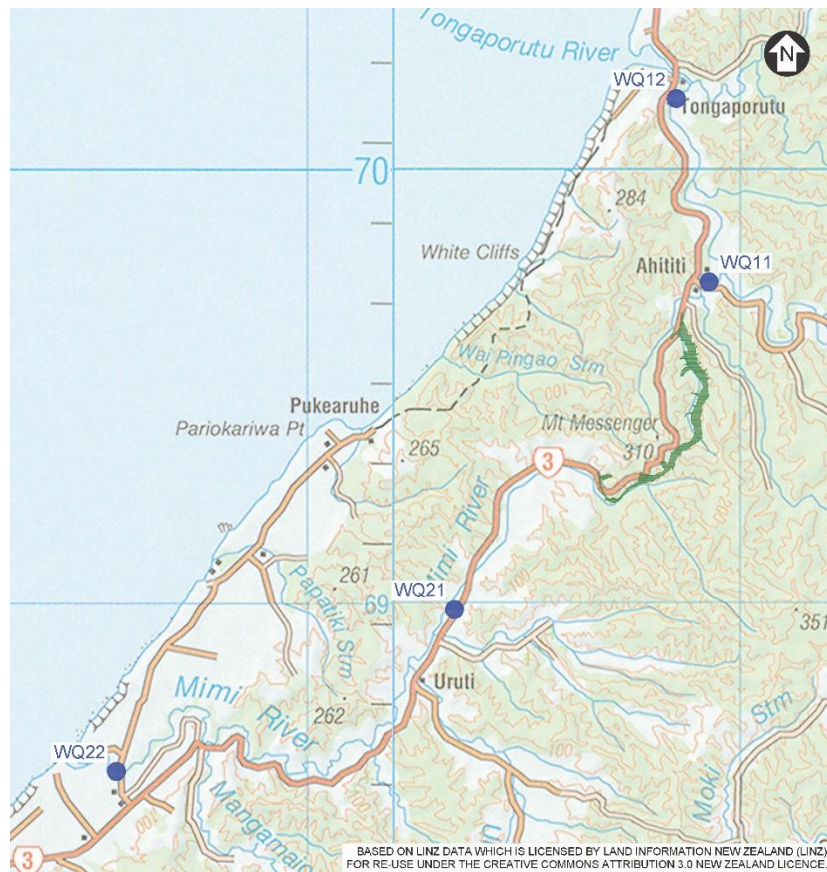 Tongaporutu River
N
WQ12
Tongaporutu
70
284
White Cliffs
Ahititi
WQ11
Wai Pingao Stm
Pukearuhe
Pariokariwa Pt
Mt Messenger
310
265
3
Mimi River
100
261
WQ21
69
Papatiki Stm
351
Uruti
Mimi River
262
WQ22
100
100
Moki Stm
Mangamaio
3
BASED ON LINZ DATA WHICH IS LICENSED BY LAND INFORMATION NEW ZEALAND (LINZ)
FOR RE-USE UNDER THE CREATIVE COMMONS ATTRIBUTION 3.0 NEW ZEALAND LICENCE.